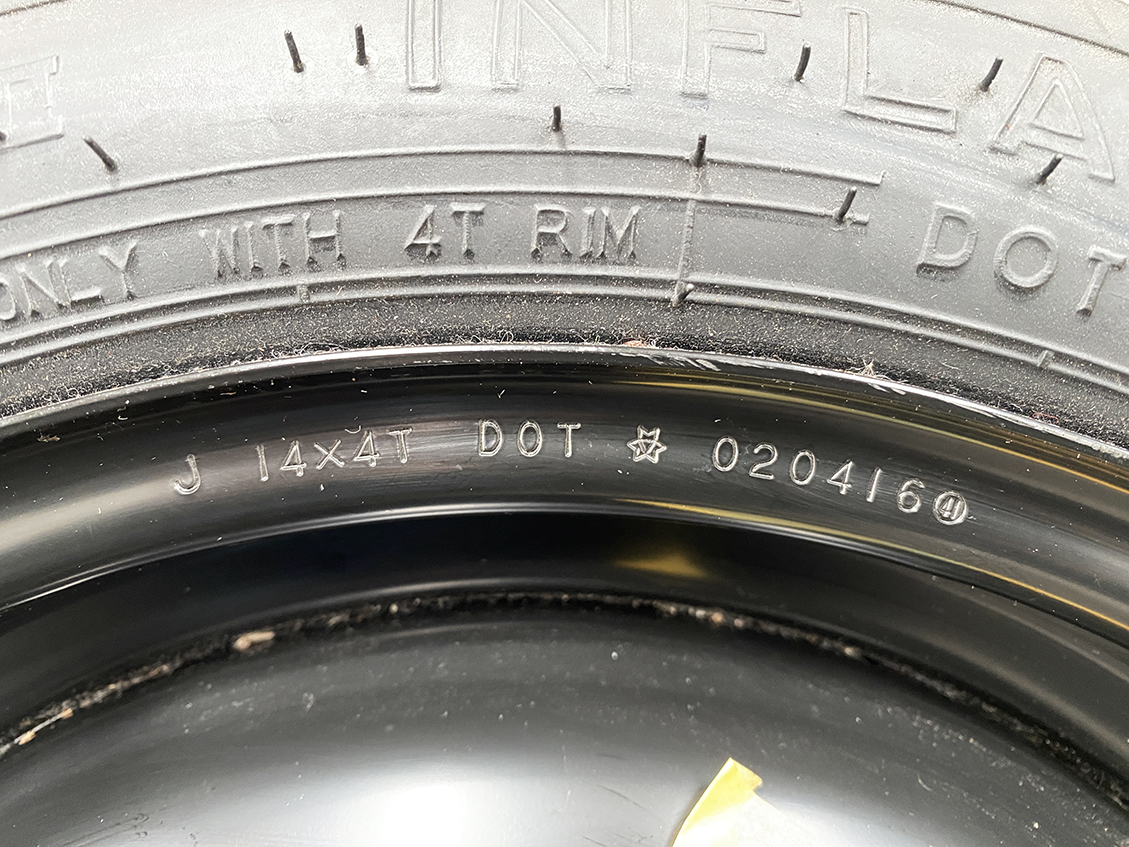 INFLA
ONLY WITH 4T RIM
DOT
J 14×4T DOT 020416④